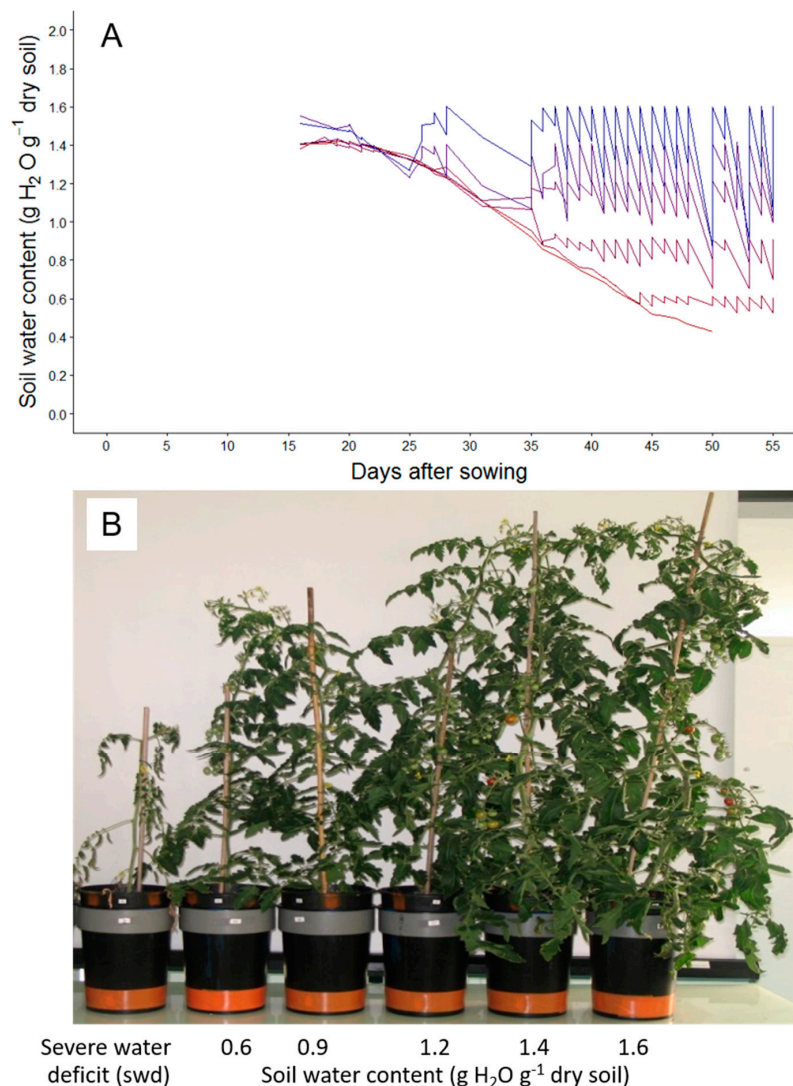 A
Soil water content (g H₂O g⁻¹ dry soil)
2.0
1.8
1.6
1.4
1.2
1.0
0.8
0.6
0.4
0.2
0.0
0 5 10 15 20 25 30 35 40 45 50 55
Days after sowing
B
Severe water 0.6 0.9 1.2 1.4 1.6
deficit (swd) Soil water content (g H₂O g⁻¹ dry soil)